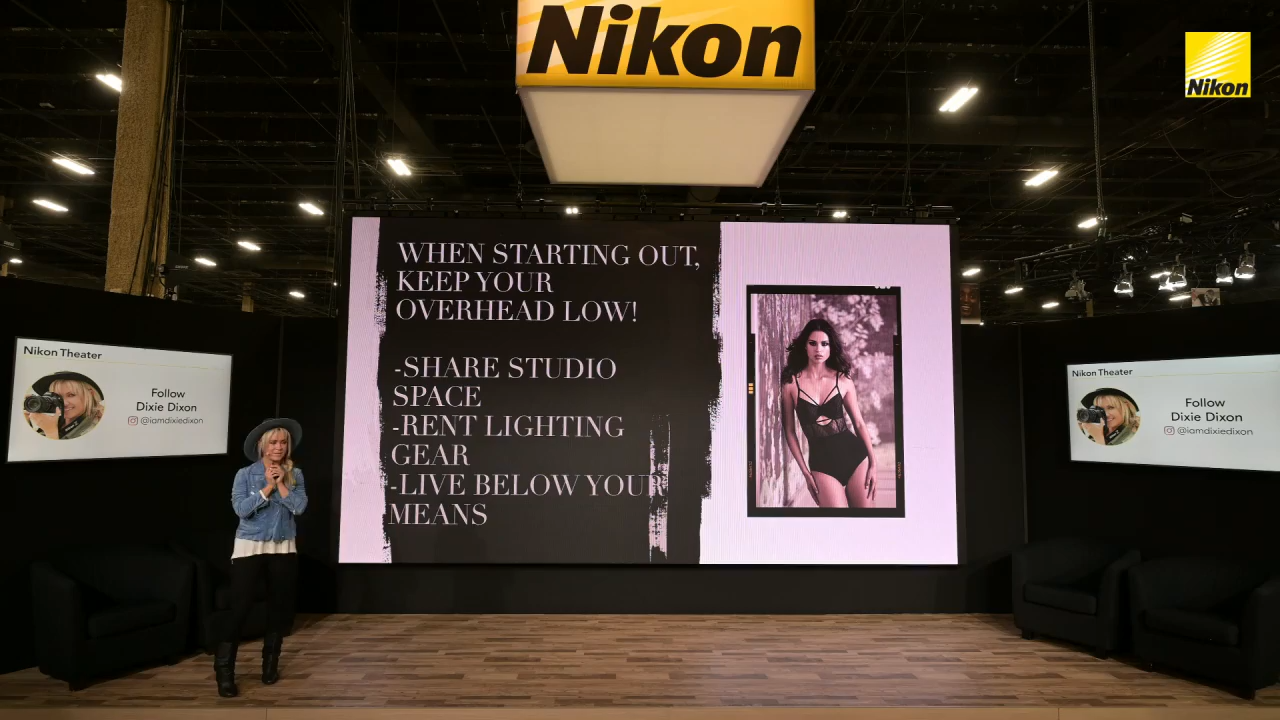 Nikon
Nikon
WHEN STARTING OUT,
KEEP YOUR
OVERHEAD LOW!
-SHARE STUDIO
SPACE
-RENT LIGHTING
GEAR
-LIVE BELOW YOUR
MEANS
Nikon Theater
Follow
Dixie Dixon
@iamdixiedixon
Nikon Theater
Follow
Dixie Dixon
@iamdixiedixon